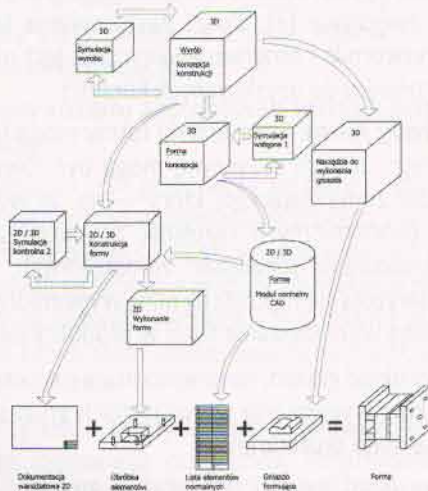 3D
Symulacja
wyrobu
3D
Wyrób
koncepcja
konstrukcji
3D
Forma
koncepcja
3D
Symulacja
wstępna 1
3D
Narzędzia do
wykonania
gniazda
2D / 3D
Symulacja
kontrolna 2
2D / 3D
Konstrukcja
formy
2D / 3D
Forma
Moduł normalny
CAD
2D
Wykonanie
formy
+
+
+
=
Dokumentacja
warsztatowa 2D
Obróbka
elementów
Lista elementów
normalnych
Gniazdo
formujące
Forma